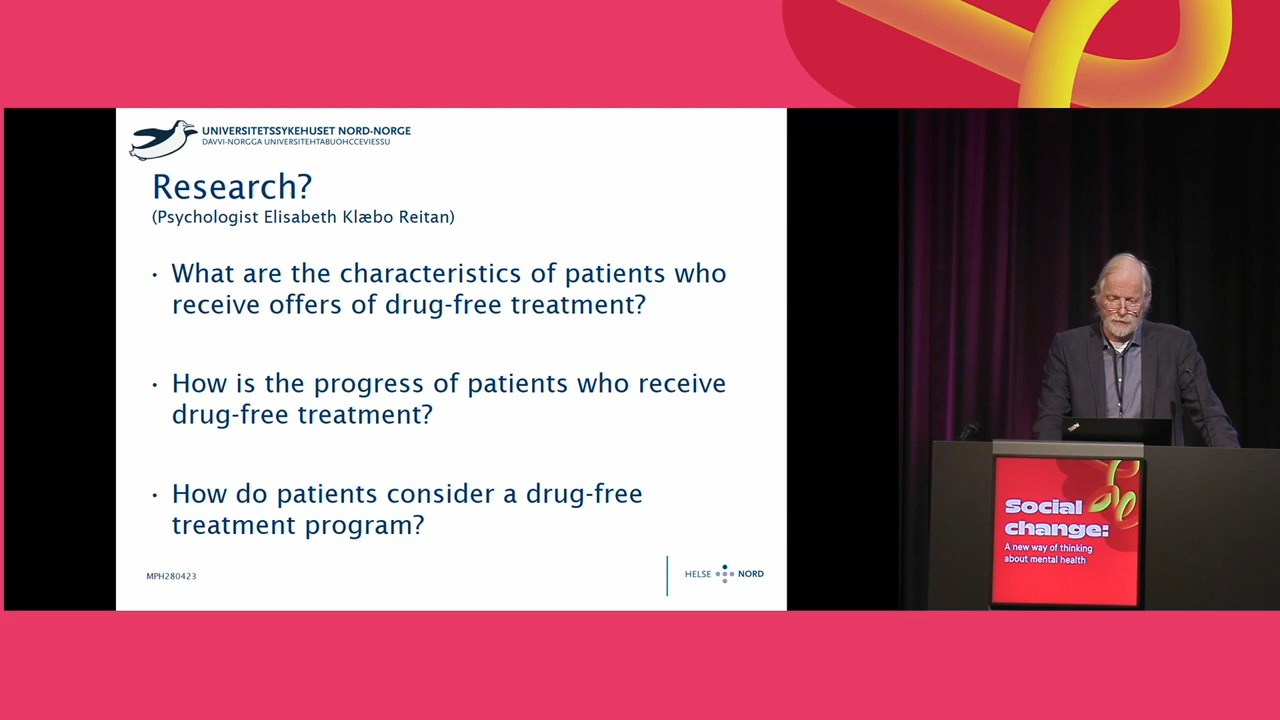 UNIVERSITETSSYKEHUSET NORD-NORGE
DAVVI-NORGGA UNIVERSITEHTABUOHCCEVIESSU
Research?
(Psychologist Elisabeth Klæbo Reitan)
• What are the characteristics of patients who
receive offers of drug-free treatment?
• How is the progress of patients who receive
drug-free treatment?
• How do patients consider a drug-free
treatment program?
MPH280423
HELSE NORD
Social
change:
A new way of thinking
about mental health